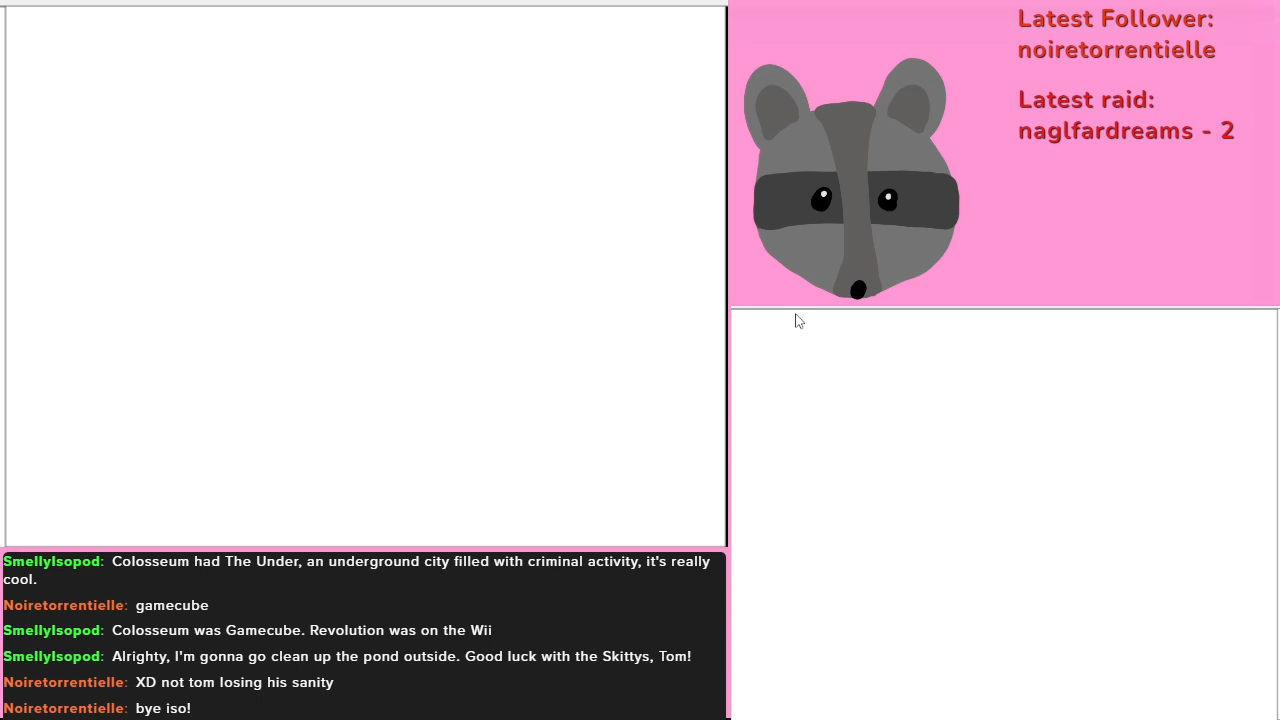 Latest Follower:
noiretorrentielle
Latest raid:
naglfardreams - 2
SmellyIsopod: Colosseum had The Under, an underground city filled with criminal activity, it's really
cool.
Noiretorrentielle: gamecube
SmellyIsopod: Colosseum was Gamecube. Revolution was on the Wii
SmellyIsopod: Alrighty, I'm gonna go clean up the pond outside. Good luck with the Skittys, Tom!
Noiretorrentielle: XD not tom losing his sanity
Noiretorrentielle: bye iso!